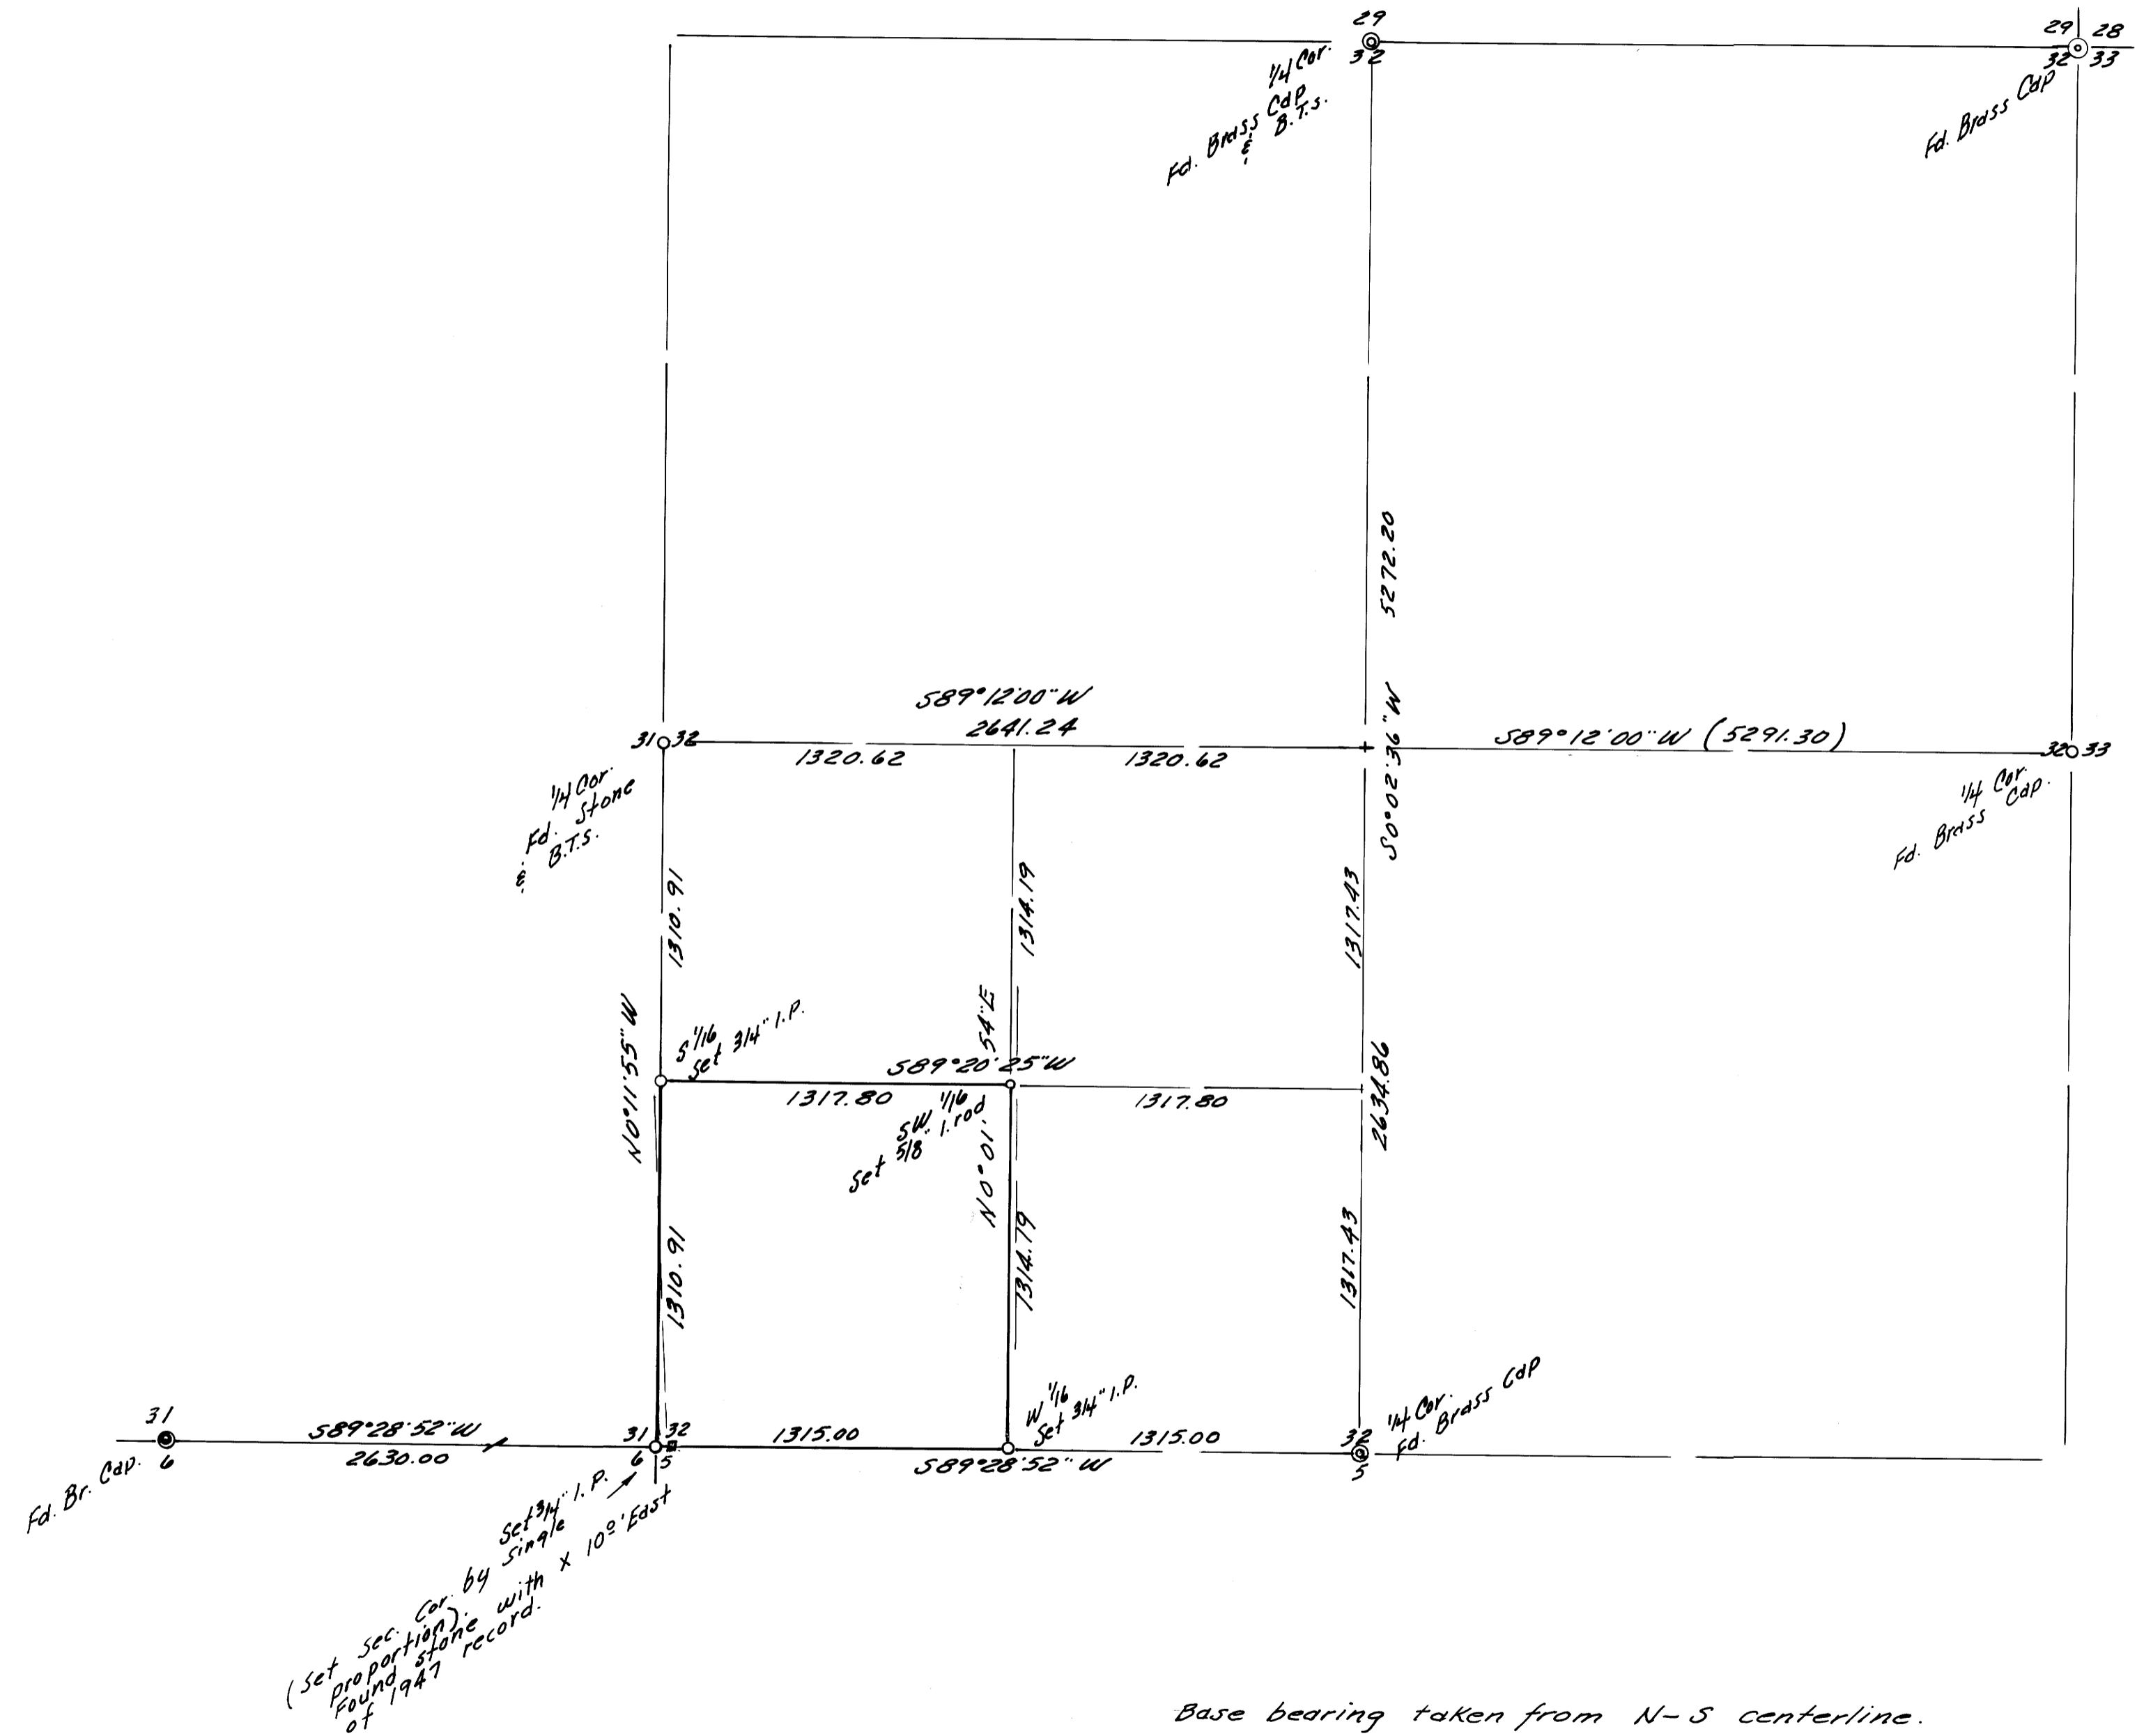 29
32
1/4 Cor.
Fd. Brass Cap
& B.T.S.
29 28
32 33
Fd. Brass Cap
5272.20
S0°02'36"W
S89°12'00"W
2641.24
1320.62
1320.62
S89°12'00"W (5291.30)
31 32
1/4 Cor.
Fd. Stone
& B.T.S.
32 33
1/4 Cor.
Fd. Brass Cap.
1310.91
1314.19
1317.43
N0°11'55"W
S 1/16
Set 3/4" I.P.
S89°20'25"W
1317.80
1317.80
N0°01'54"E
SW 1/16
Set 5/8" I.rod
2634.86
1310.91
1314.79
1317.43
31
6
Fd. Br. Cap.
S89°28'52"W
2630.00
31 32
6 5
1315.00
W 1/16
Set 3/4" I.P.
1315.00
S89°28'52"W
32
5
1/4 Cor.
Fd. Brass Cap
Set 3/4" I.P.
(Set Sec. Cor. by single
proportion).
Found stone with x 10º' East
of 1947 record.
Base bearing taken from N-S centerline.